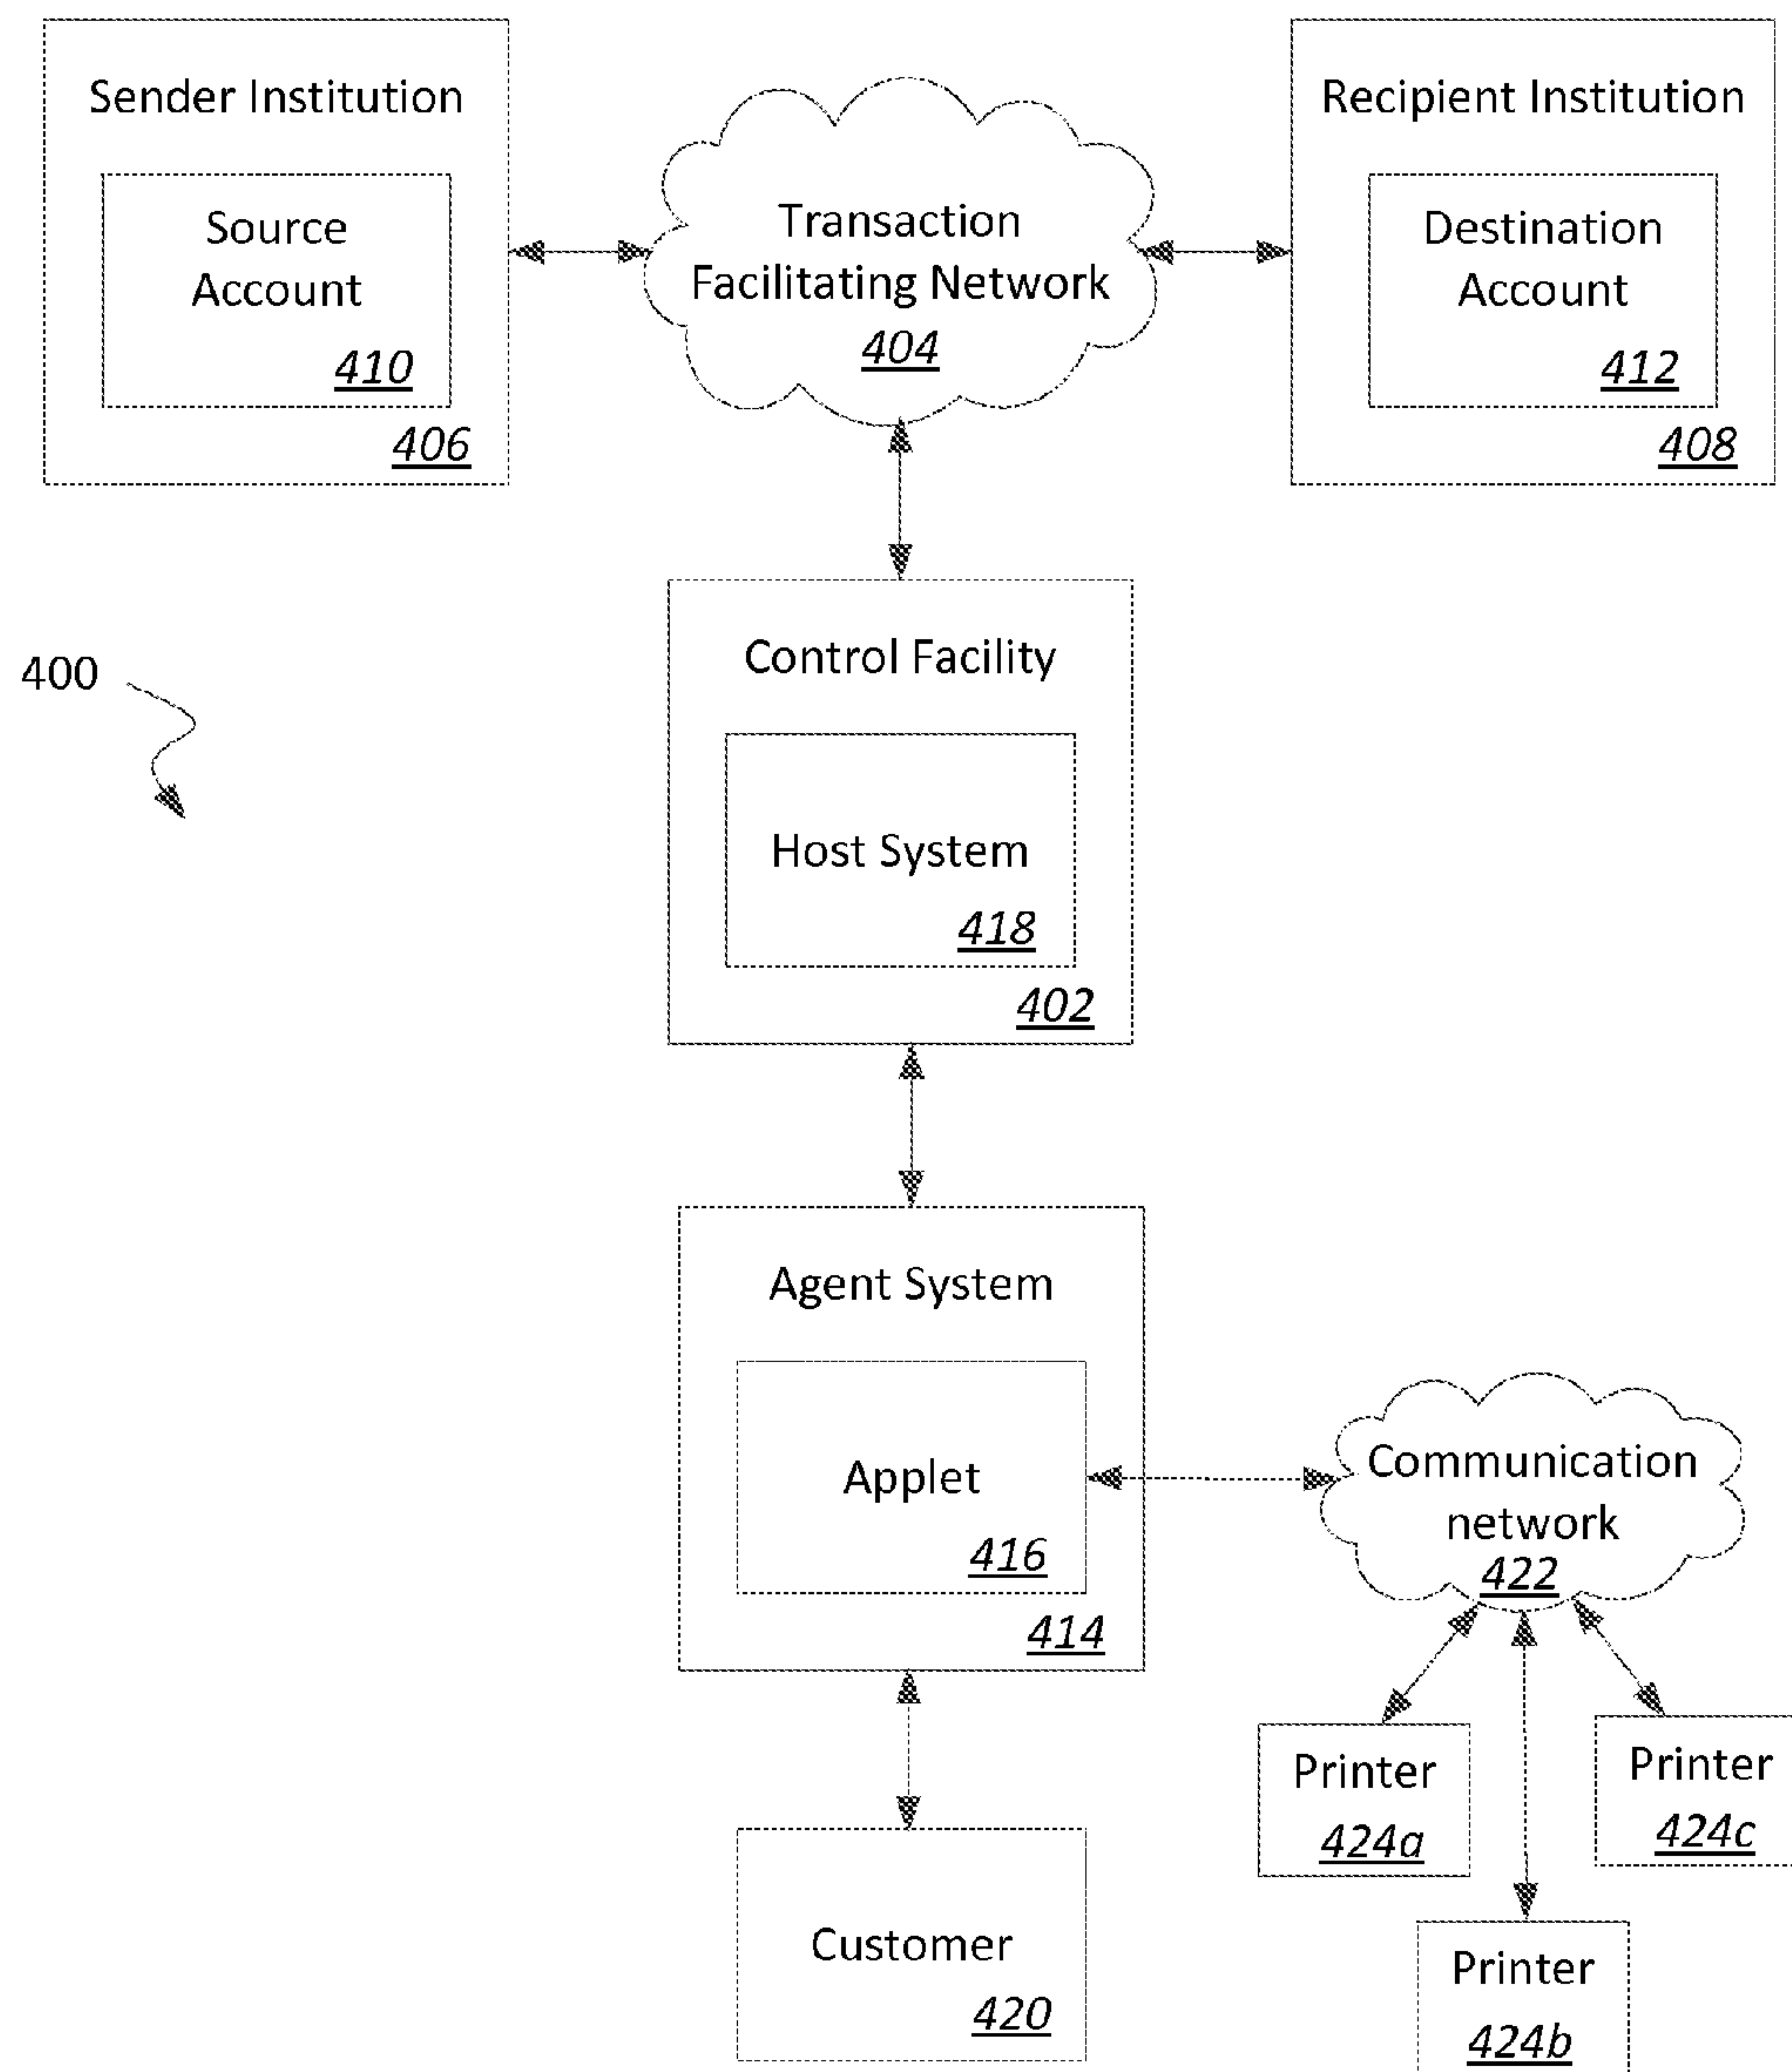 Sender Institution
Source
Account
410
406
Transaction
Facilitating Network
404
Recipient Institution
Destination
Account
412
408
400
Control Facility
Host System
418
402
Agent System
Applet
416
414
Communication
network
422
Printer
424a
Printer
424c
Printer
424b
Customer
420